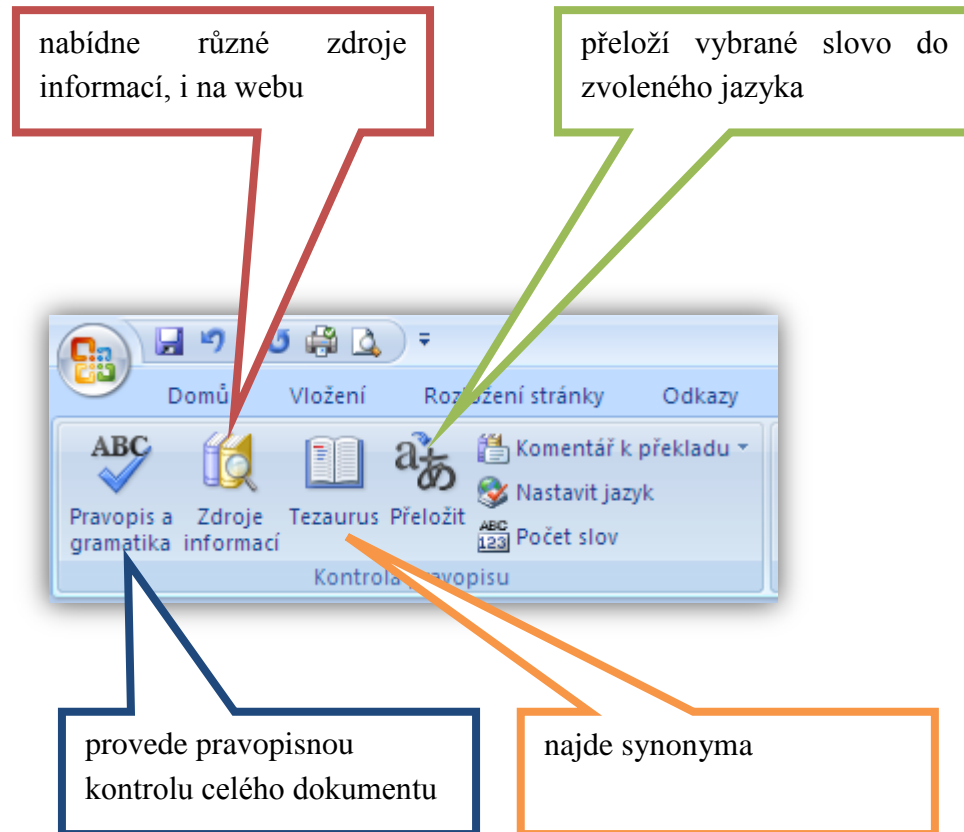 nabídne různé zdroje
informací, i na webu
přeloží vybrané slovo do
zvoleného jazyka
Domů Vložení Rozložení stránky Odkazy
ABC
Pravopis a gramatika
Zdroje informací
Tezaurus
aあ
Přeložit
Komentář k překladu
Nastavit jazyk
ABC 123 Počet slov
Kontrola pravopisu
provede pravopisnou
kontrolu celého dokumentu
najde synonyma